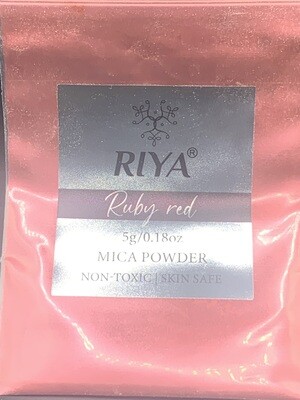 RIYA®
Ruby red
5g/0.18oz
MICA POWDER
NON-TOXIC | SKIN SAFE